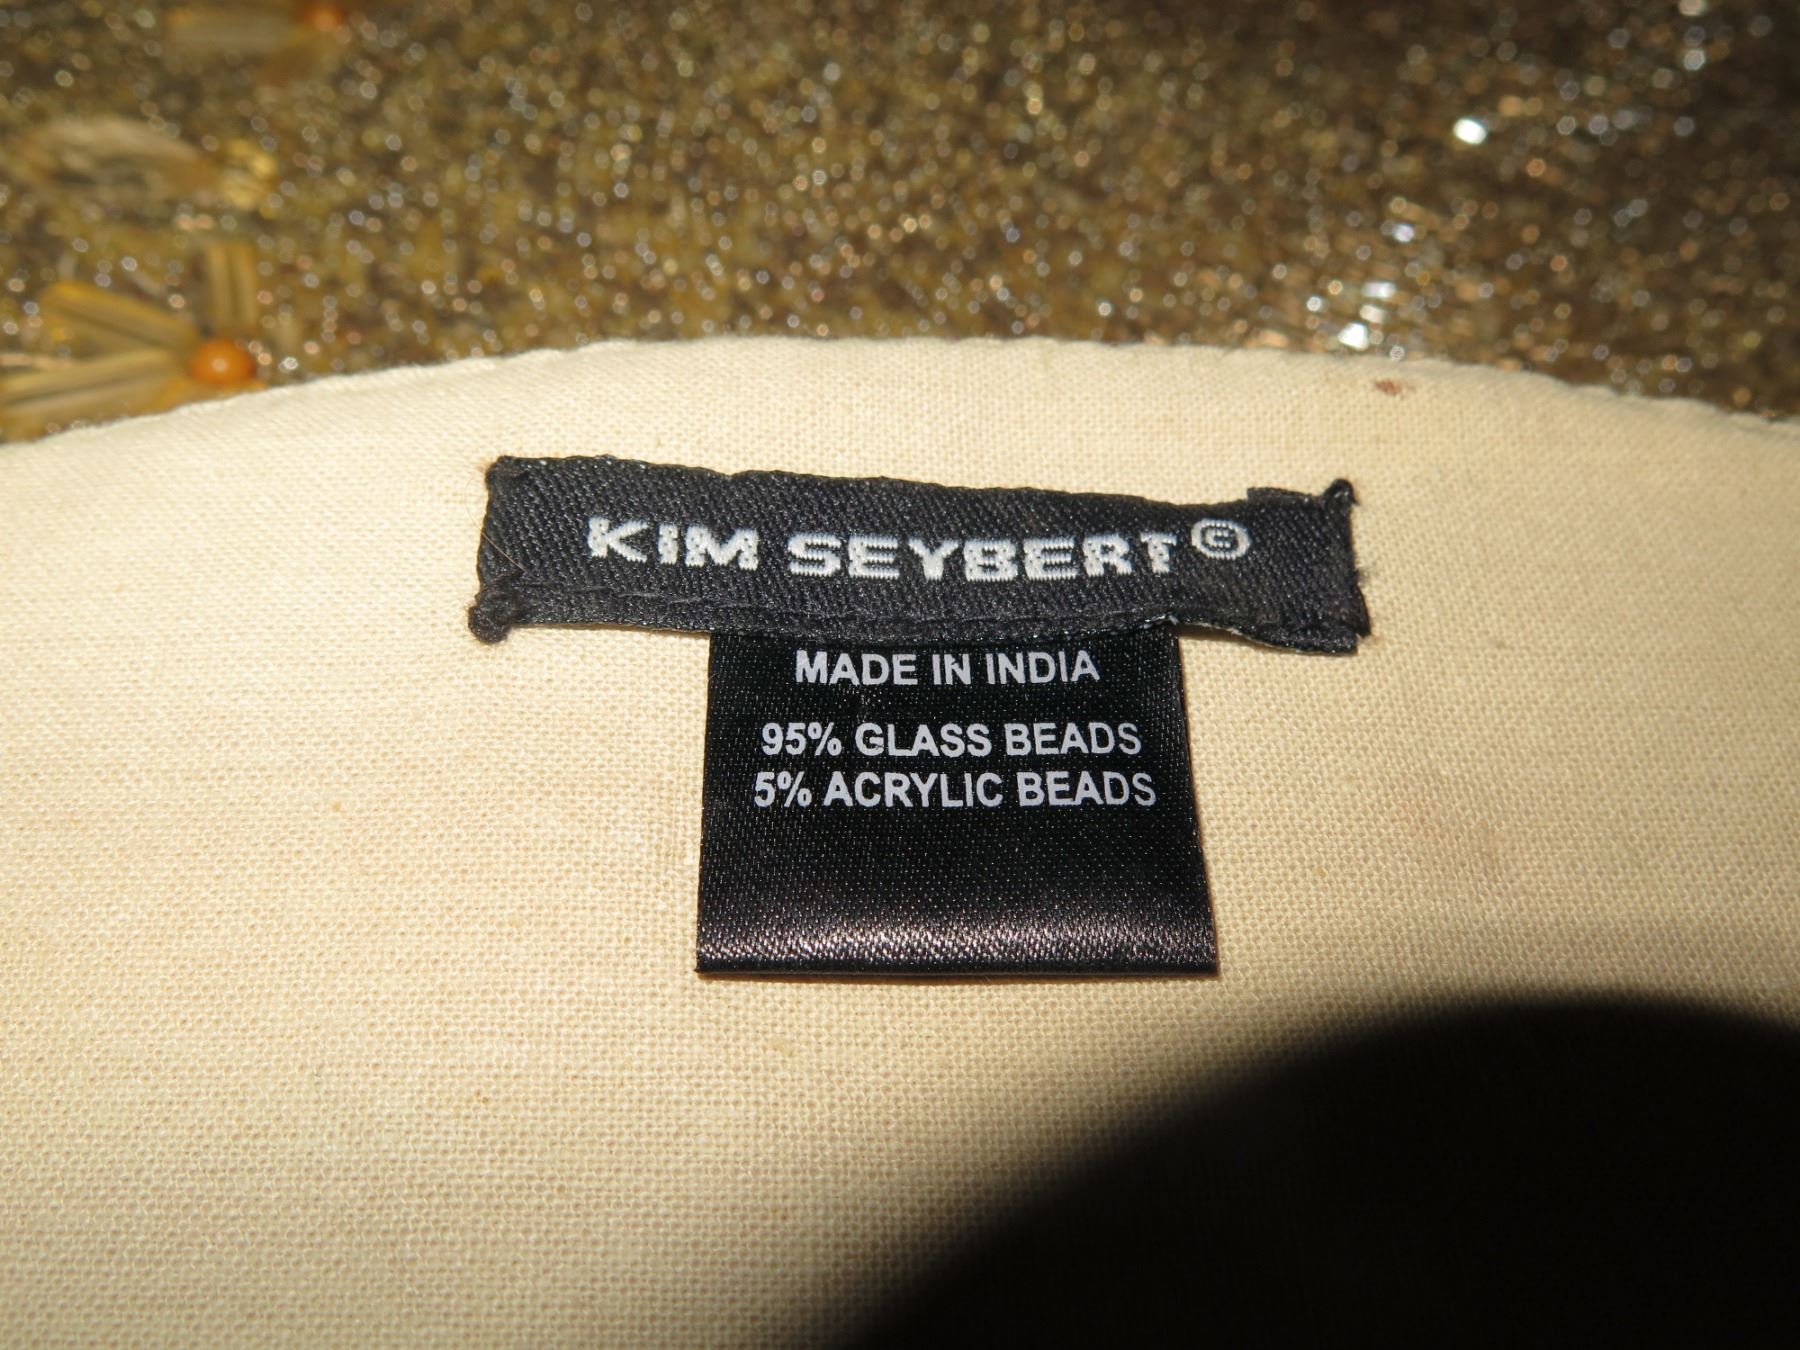 KIM SEYBERT©
MADE IN INDIA
95% GLASS BEADS
5% ACRYLIC BEADS